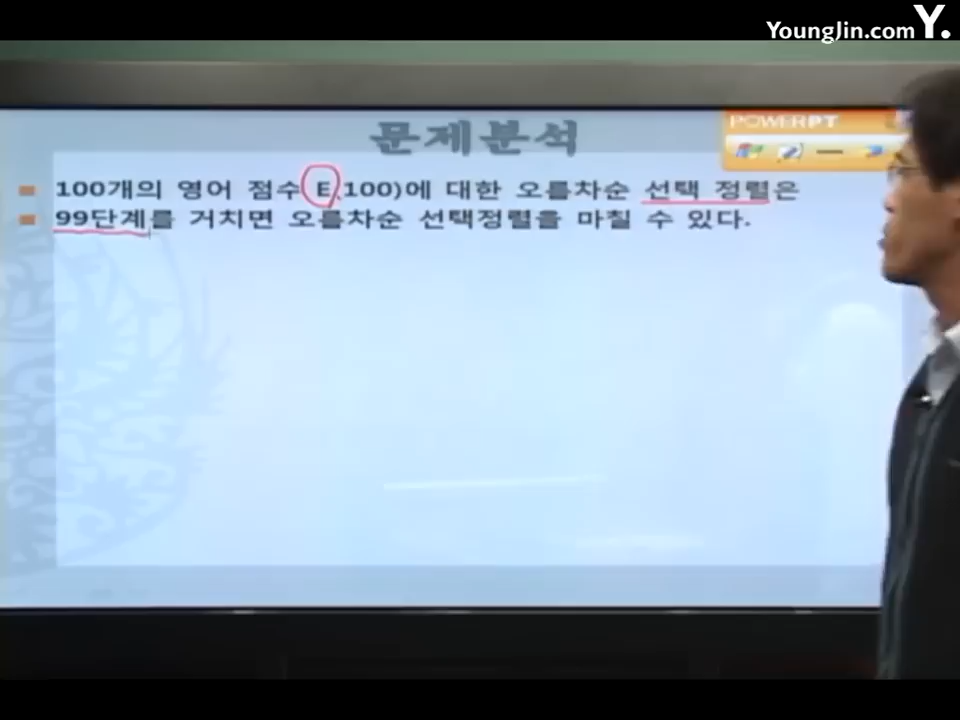 YoungJin.com Y.
문제분석
POWERPT
100개의 영어 점수 E(100)에 대한 오름차순 선택 정렬은
99단계를 거치면 오름차순 선택정렬을 마칠 수 있다.